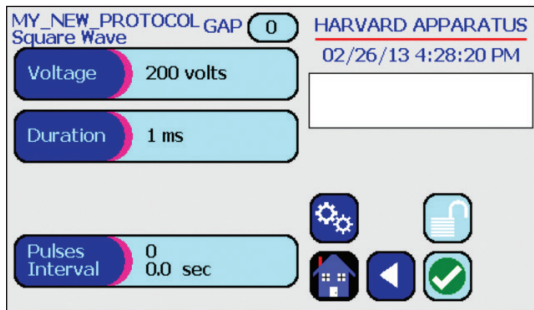 MY_NEW_PROTOCOL GAP 0
Square Wave
HARVARD APPARATUS
02/26/13 4:28:20 PM
Voltage 200 volts
Duration 1 ms
Pulses 0
Interval 0.0 sec